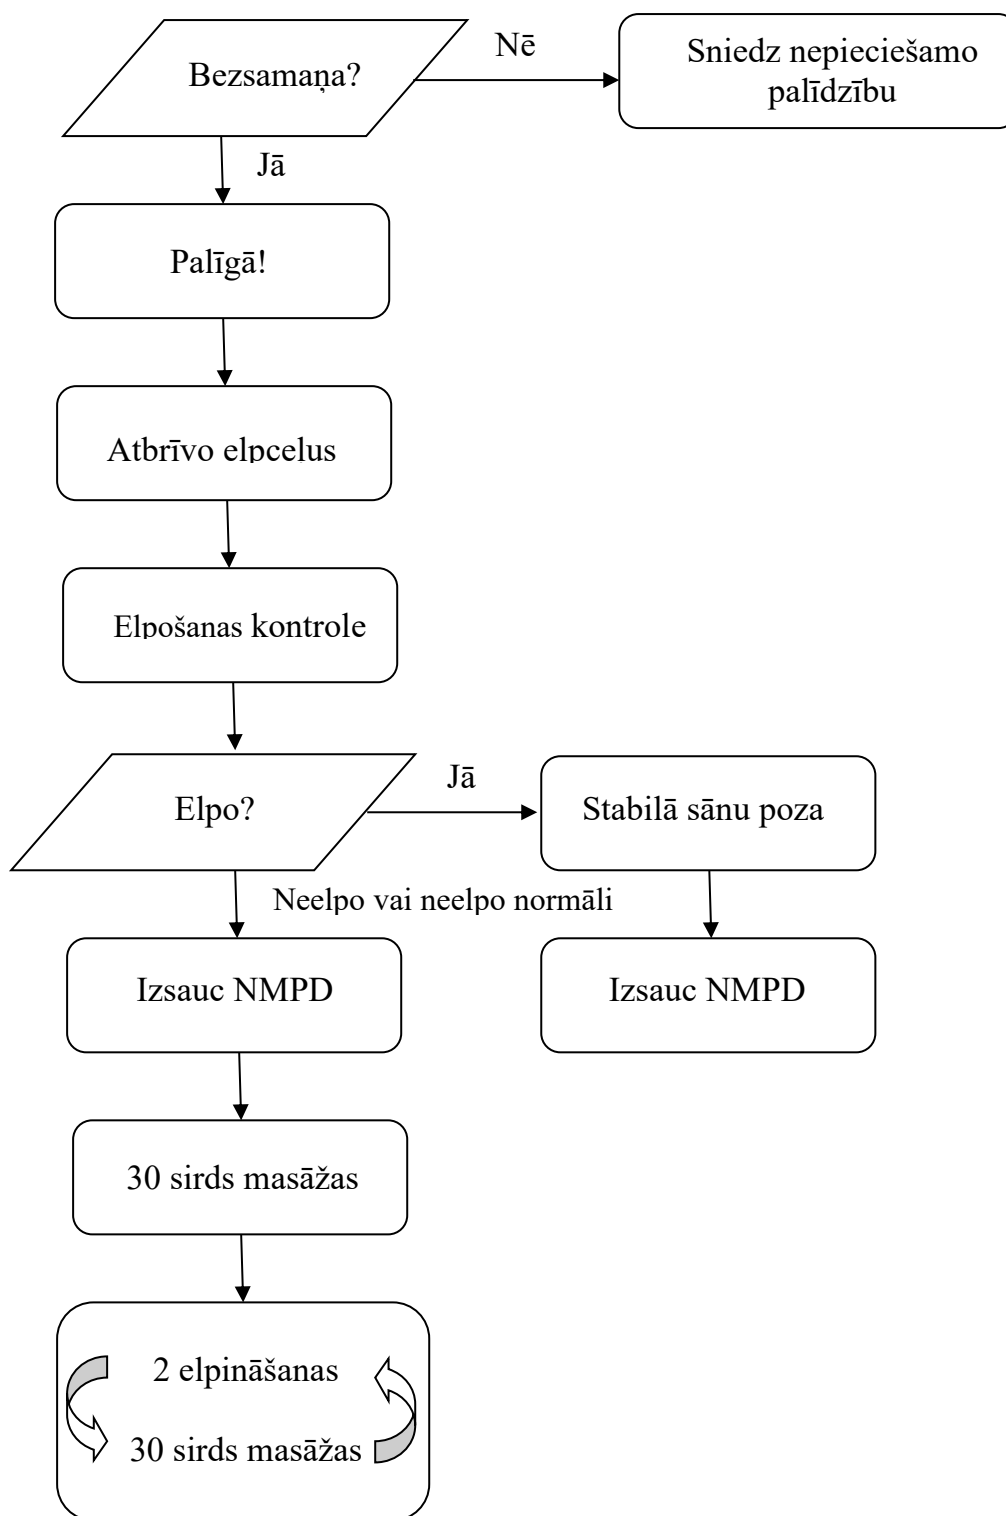 Bezsamaņa?
Nē
Sniedz nepieciešamo
palīdzību
Jā
Palīgā!
Atbrīvo elpceļus
Elpošanas kontrole
Elpo?
Jā
Stabilā sānu poza
Neelpo vai neelpo normāli
Izsauc NMPD
Izsauc NMPD
30 sirds masāžas
2 elpināšanas
30 sirds masāžas